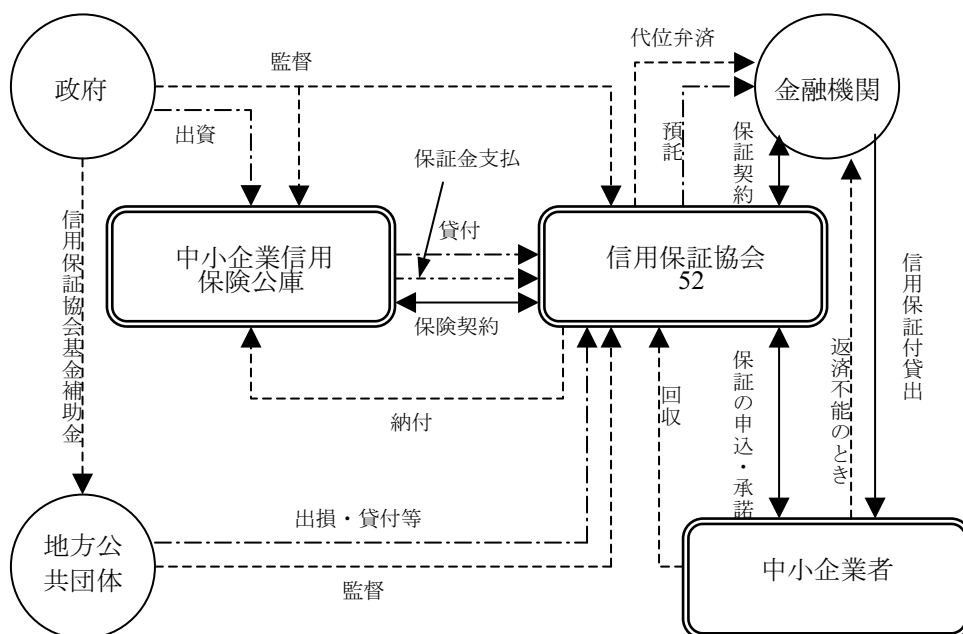 政府
監督
代位弁済
金融機関
出資
預託
保証契約
保証金支払
信用保証協会基金補助金
中小企業信用
保険公庫
貸付
保険契約
信用保証協会
52
信用保証付貸出
納付
回収
保証の申込・承諾
返済不能のとき
地方公
共団体
出損・貸付等
監督
中小企業者